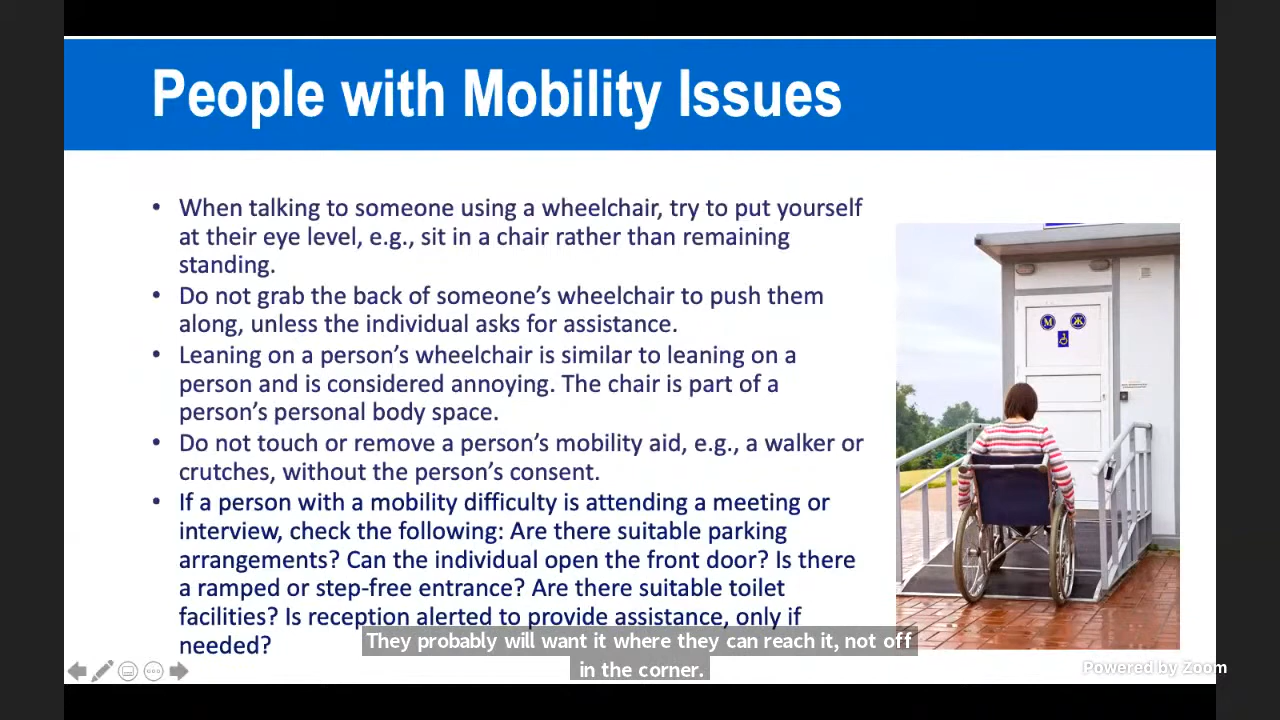 People with Mobility Issues
• When talking to someone using a wheelchair, try to put yourself
at their eye level, e.g., sit in a chair rather than remaining
standing.
• Do not grab the back of someone’s wheelchair to push them
along, unless the individual asks for assistance.
• Leaning on a person’s wheelchair is similar to leaning on a
person and is considered annoying. The chair is part of a
person’s personal body space.
• Do not touch or remove a person’s mobility aid, e.g., a walker or
crutches, without the person’s consent.
• If a person with a mobility difficulty is attending a meeting or
interview, check the following: Are there suitable parking
arrangements? Can the individual open the front door? Is there
a ramped or step-free entrance? Are there suitable toilet
facilities? Is reception alerted to provide assistance, only if
needed?
М Ж
They probably will want it where they can reach it, not off
in the corner.
Powered by Zoom